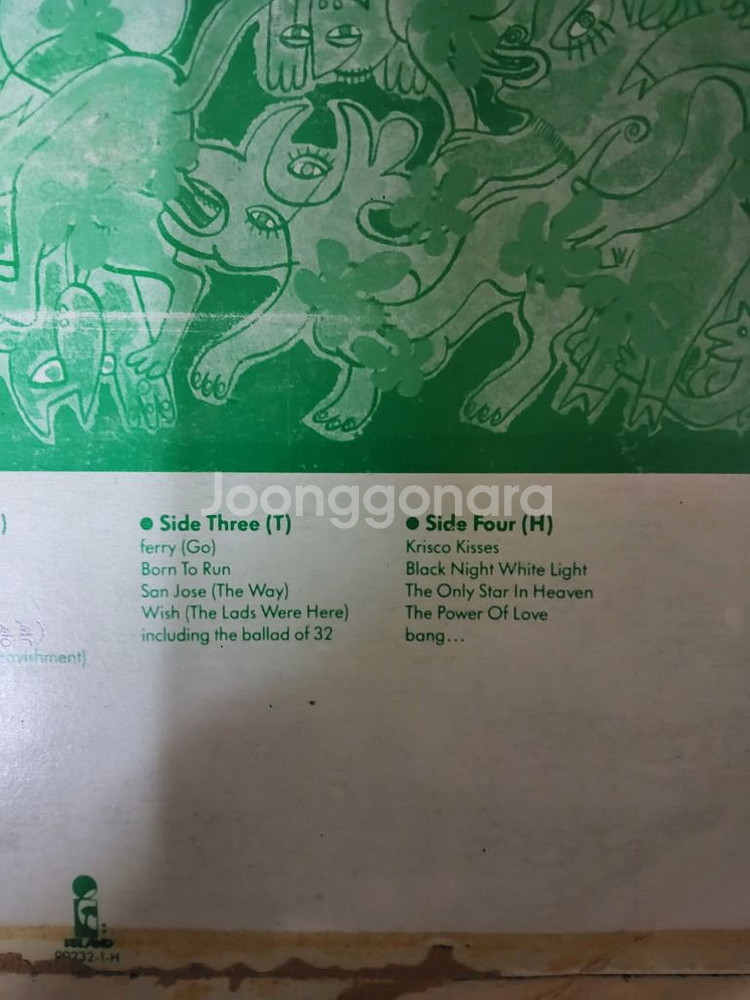 Joonggonara
)
● Side Three (T)
ferry (Go)
Born To Run
San Jose (The Way)
Wish (The Lads Were Here)
including the ballad of 32
● Side Four (H)
Krisco Kisses
Black Night White Light
The Only Star In Heaven
The Power Of Love
bang...
)
avishment)
ISLAND
90232-1-H